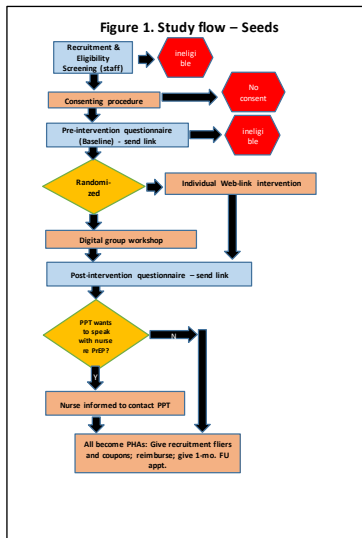 Figure 1. Study flow – Seeds
Recruitment &
Eligibility
Screening (staff)
ineligi
ble
Consenting procedure
No
consent
Pre-intervention questionnaire
(Baseline) - send link
ineligi
ble
Randomi-
zed
Individual Web-link intervention
Digital group workshop
Post-intervention questionnaire – send link
PPT wants
to speak
with nurse
re PrEP?
N
Y
Nurse informed to contact PPT
All become PHAs: Give recruitment fliers
and coupons; reimburse; give 1-mo. FU
appt.